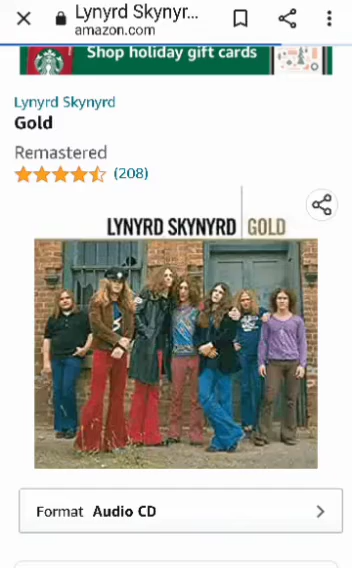 Lynyrd Skynyr...
amazon.com
Shop holiday gift cards
Lynyrd Skynyrd
Gold
Remastered
(208)
LYNYRD SKYNYRD GOLD
Format Audio CD